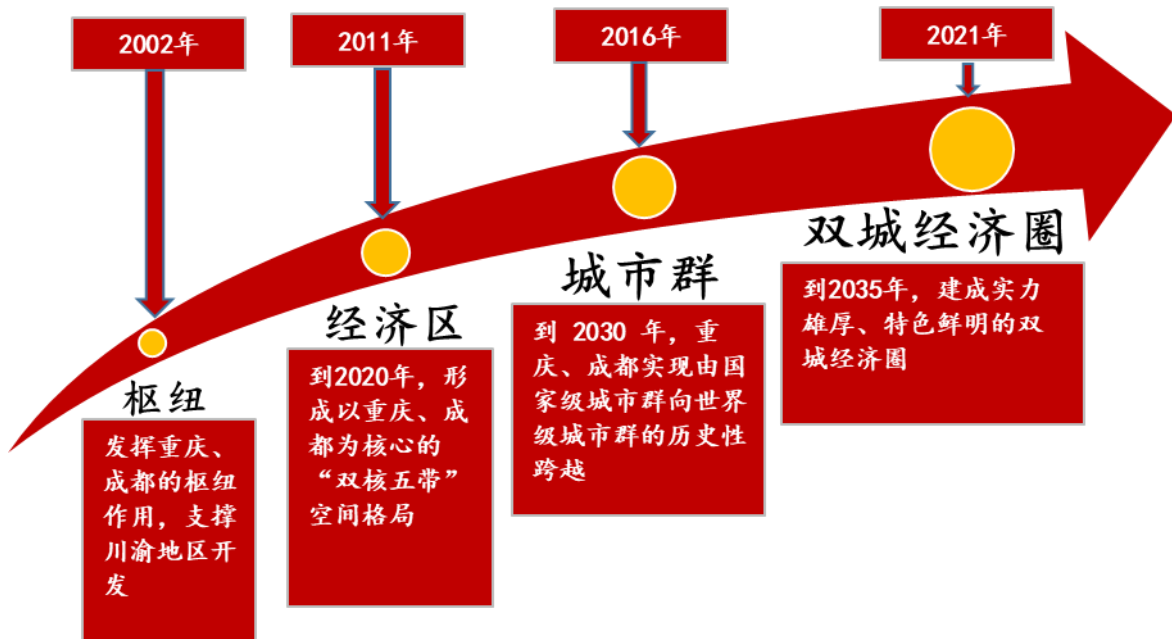 2002年
2011年
2016年
2021年
枢纽
发挥重庆、
成都的枢纽
作用，支撑
川渝地区开
发
经济区
到2020年，形
成以重庆、成
都为核心的
“双核五带”
空间格局
城市群
到 2030 年，重
庆、成都实现由国
家级城市群向世界
级城市群的历史性
跨越
双城经济圈
到2035年，建成实力
雄厚、特色鲜明的双
城经济圈